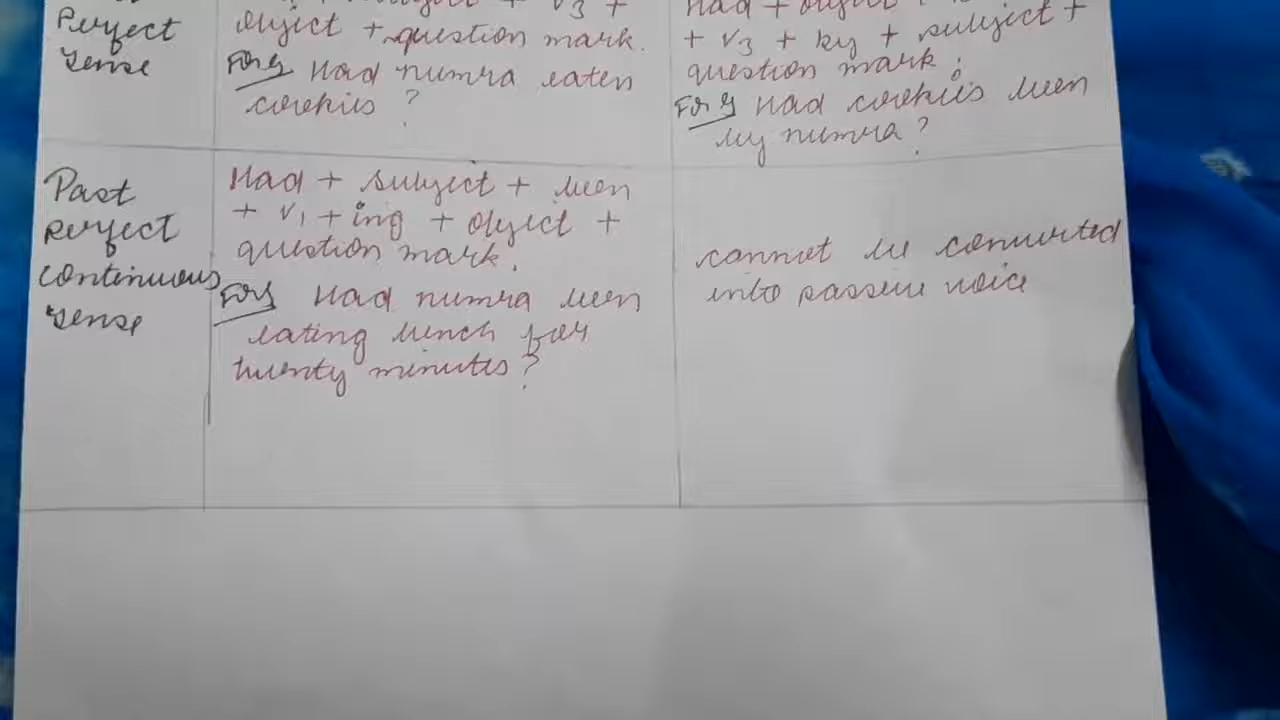 Perfect
Tense
object + question mark.
For eg Had numra eaten
cookies ?
+ V3 + by + subject +
question mark.
For eg Had cookies been
by numra ?
Past
Perfect
continuous
Tense
Had + subject + been
+ V1 + ing + object +
question mark.
For eg Had numra been
eating lunch for
twenty minutes ?
cannot be converted
into passive voice